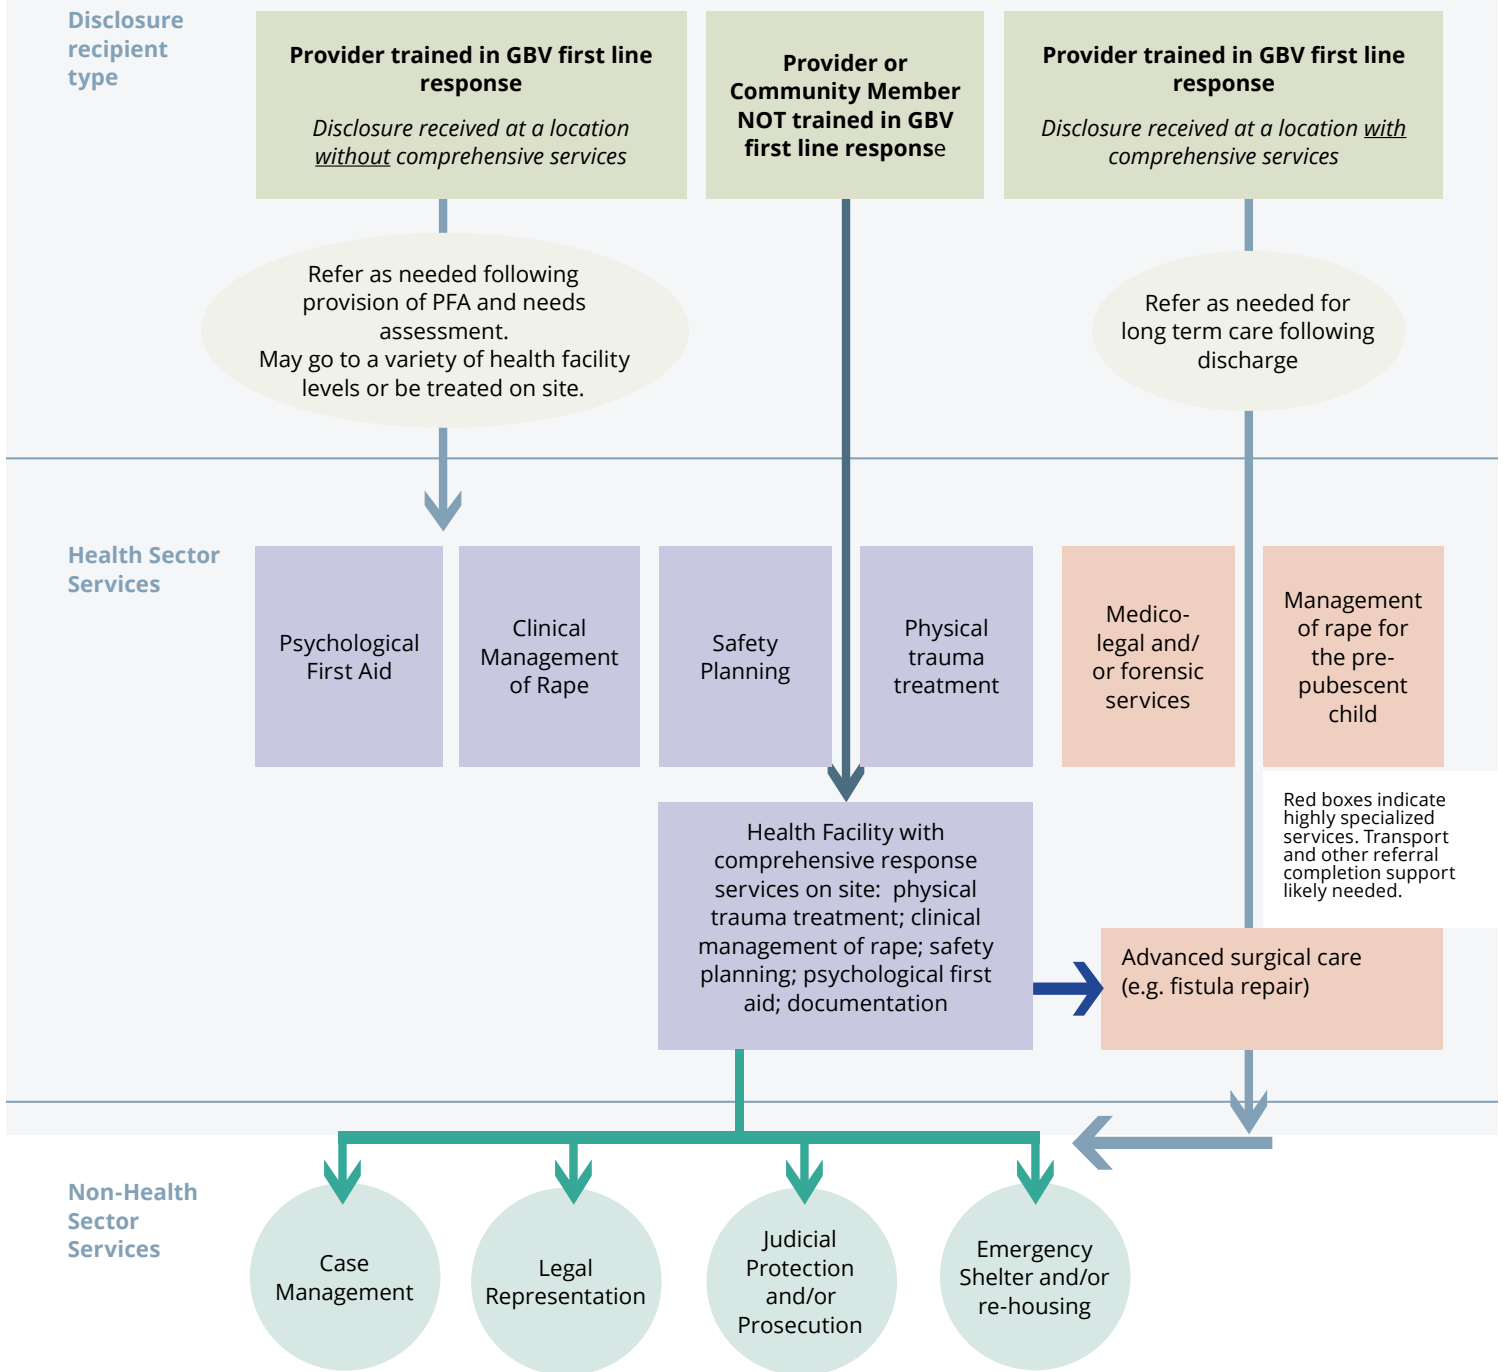 Disclosure
recipient
type
Provider trained in GBV first line
response
Disclosure received at a location
without comprehensive services
Provider or
Community Member
NOT trained in GBV
first line response
Provider trained in GBV first line
response
Disclosure received at a location with
comprehensive services
Refer as needed following
provision of PFA and needs
assessment.
May go to a variety of health facility
levels or be treated on site.
Refer as needed for
long term care following
discharge
Health Sector
Services
Psychological
First Aid
Clinical
Management
of Rape
Safety
Planning
Physical
trauma
treatment
Medico-
legal and/
or forensic
services
Management
of rape for
the pre-
pubescent
child
Red boxes indicate
highly specialized
services. Transport
and other referral
completion support
likely needed.
Health Facility with
comprehensive response
services on site: physical
trauma treatment; clinical
management of rape; safety
planning; psychological first
aid; documentation
Advanced surgical care
(e.g. fistula repair)
Non-Health
Sector
Services
Case
Management
Legal
Representation
Judicial
Protection
and/or
Prosecution
Emergency
Shelter and/or
re-housing